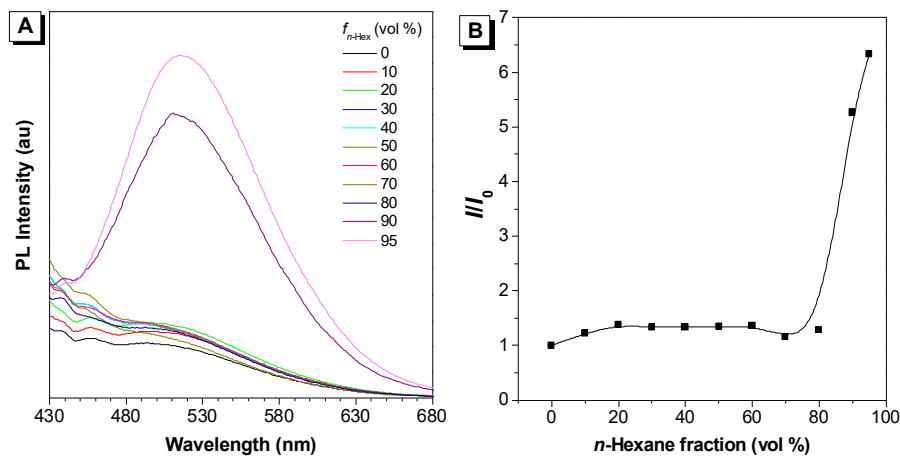 A
PL Intensity (au)
fn-Hex (vol %)
0
10
20
30
40
50
60
70
80
90
95
430 480 530 580 630 680
Wavelength (nm)
B
I/I0
7
6
5
4
3
2
1
0
0 20 40 60 80 100
n-Hexane fraction (vol %)